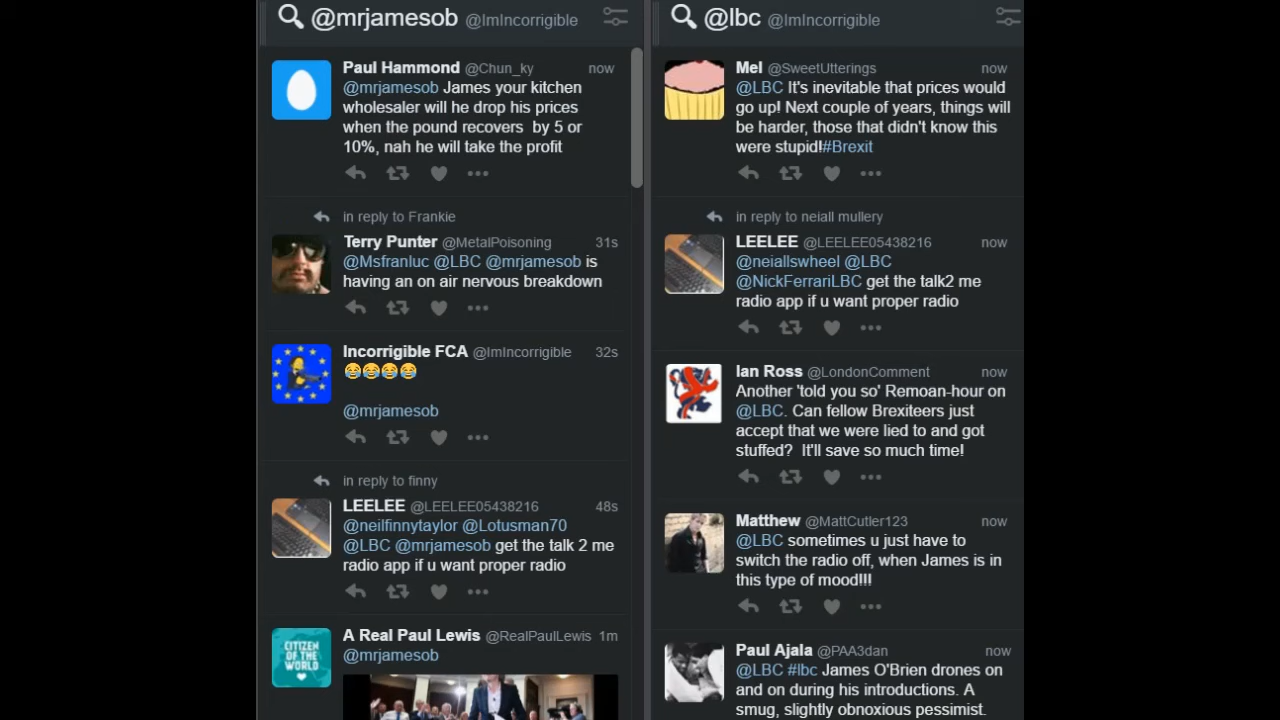 @mrjamesob @ImIncorrigible
Paul Hammond @Chun_ky now
@mrjamesob James your kitchen
wholesaler will he drop his prices
when the pound recovers by 5 or
10%, nah he will take the profit
in reply to Frankie
Terry Punter @MetalPoisoning 31s
@Msfranluc @LBC @mrjamesob is
having an on air nervous breakdown
Incorrigible FCA @ImIncorrigible 32s
😂😂😂😂
@mrjamesob
in reply to finny
LEELEE @LEELEE05438216 48s
@neilfinnytaylor @Lotusman70
@LBC @mrjamesob get the talk 2 me
radio app if u want proper radio
A Real Paul Lewis @RealPaulLewis 1m
@mrjamesob
CITIZEN
OF THE
WORLD
@lbc @ImIncorrigible
Mel @SweetUtterings now
@LBC It's inevitable that prices would
go up! Next couple of years, things will
be harder, those that didn't know this
were stupid!#Brexit
in reply to neiall mullery
LEELEE @LEELEE05438216 now
@neiallswheel @LBC
@NickFerrariLBC get the talk2 me
radio app if u want proper radio
Ian Ross @LondonComment now
Another 'told you so' Remoan-hour on
@LBC. Can fellow Brexiteers just
accept that we were lied to and got
stuffed? It'll save so much time!
Matthew @MattCutler123 now
@LBC sometimes u just have to
switch the radio off, when James is in
this type of mood!!!
Paul Ajala @PAA3dan now
@LBC #lbc James O'Brien drones on
and on during his introductions. A
smug, slightly obnoxious pessimist.